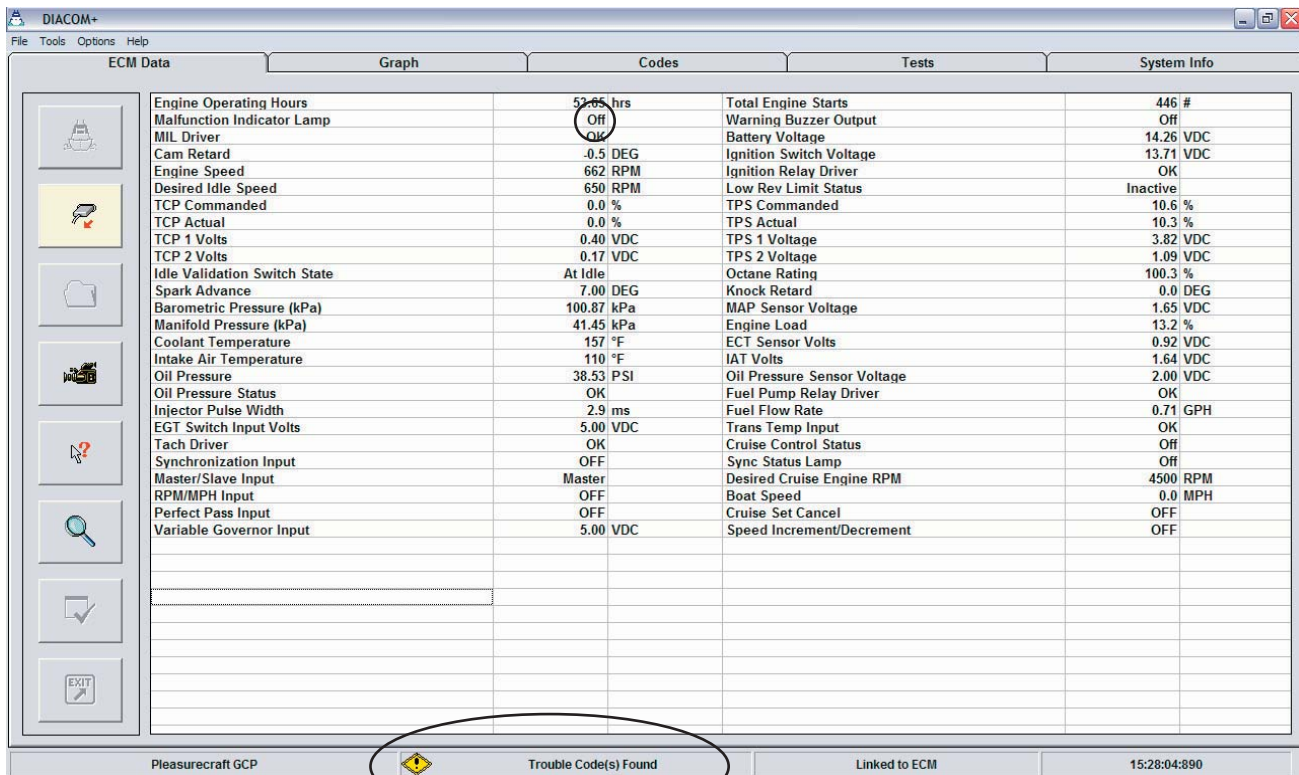 DIACOM+
File Tools Options Help
ECM Data Graph Codes Tests System Info
Engine Operating Hours 53.65 hrs Total Engine Starts 446 #
Malfunction Indicator Lamp Off Warning Buzzer Output Off
MIL Driver OK Battery Voltage 14.26 VDC
Cam Retard -0.5 DEG Ignition Switch Voltage 13.71 VDC
Engine Speed 662 RPM Ignition Relay Driver OK
Desired Idle Speed 650 RPM Low Rev Limit Status Inactive
TCP Commanded 0.0 % TPS Commanded 10.6 %
TCP Actual 0.0 % TPS Actual 10.3 %
TCP 1 Volts 0.40 VDC TPS 1 Voltage 3.82 VDC
TCP 2 Volts 0.17 VDC TPS 2 Voltage 1.09 VDC
Idle Validation Switch State At Idle Octane Rating 100.3 %
Spark Advance 7.00 DEG Knock Retard 0.0 DEG
Barometric Pressure (kPa) 100.87 kPa MAP Sensor Voltage 1.65 VDC
Manifold Pressure (kPa) 41.45 kPa Engine Load 13.2 %
Coolant Temperature 157 °F ECT Sensor Volts 0.92 VDC
Intake Air Temperature 110 °F IAT Volts 1.64 VDC
Oil Pressure 38.53 PSI Oil Pressure Sensor Voltage 2.00 VDC
Oil Pressure Status OK Fuel Pump Relay Driver OK
Injector Pulse Width 2.9 ms Fuel Flow Rate 0.71 GPH
EGT Switch Input Volts 5.00 VDC Trans Temp Input OK
Tach Driver OK Cruise Control Status Off
Synchronization Input OFF Sync Status Lamp Off
Master/Slave Input Master Desired Cruise Engine RPM 4500 RPM
RPM/MPH Input OFF Boat Speed 0.0 MPH
Perfect Pass Input OFF Cruise Set Cancel OFF
Variable Governor Input 5.00 VDC Speed Increment/Decrement OFF
EXIT
Pleasurecraft GCP Trouble Code(s) Found Linked to ECM 15:28:04:890